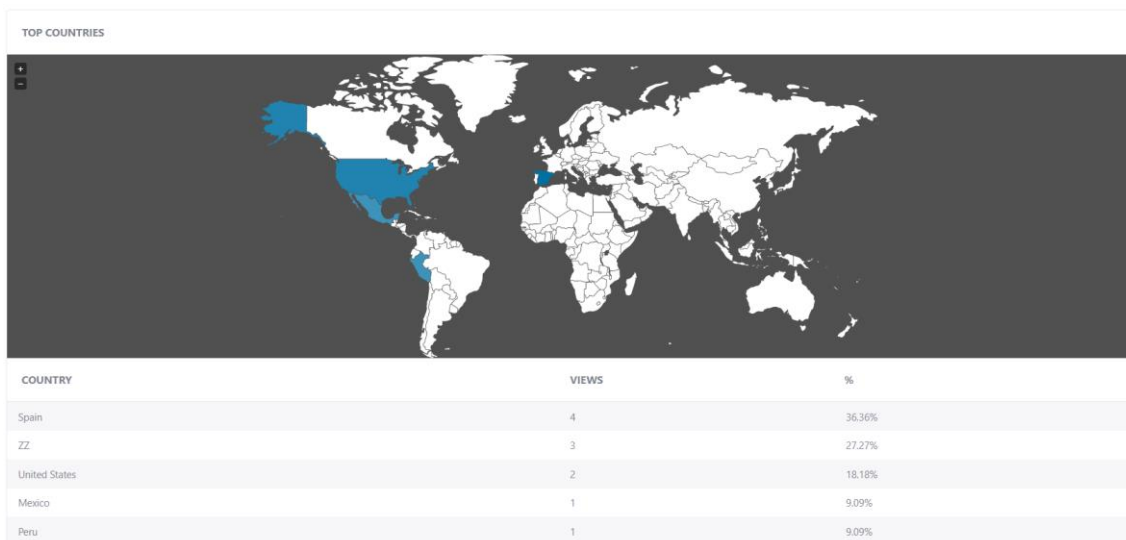 TOP COUNTRIES
+
−
COUNTRY VIEWS %
Spain 4 36.36%
ZZ 3 27.27%
United States 2 18.18%
Mexico 1 9.09%
Peru 1 9.09%